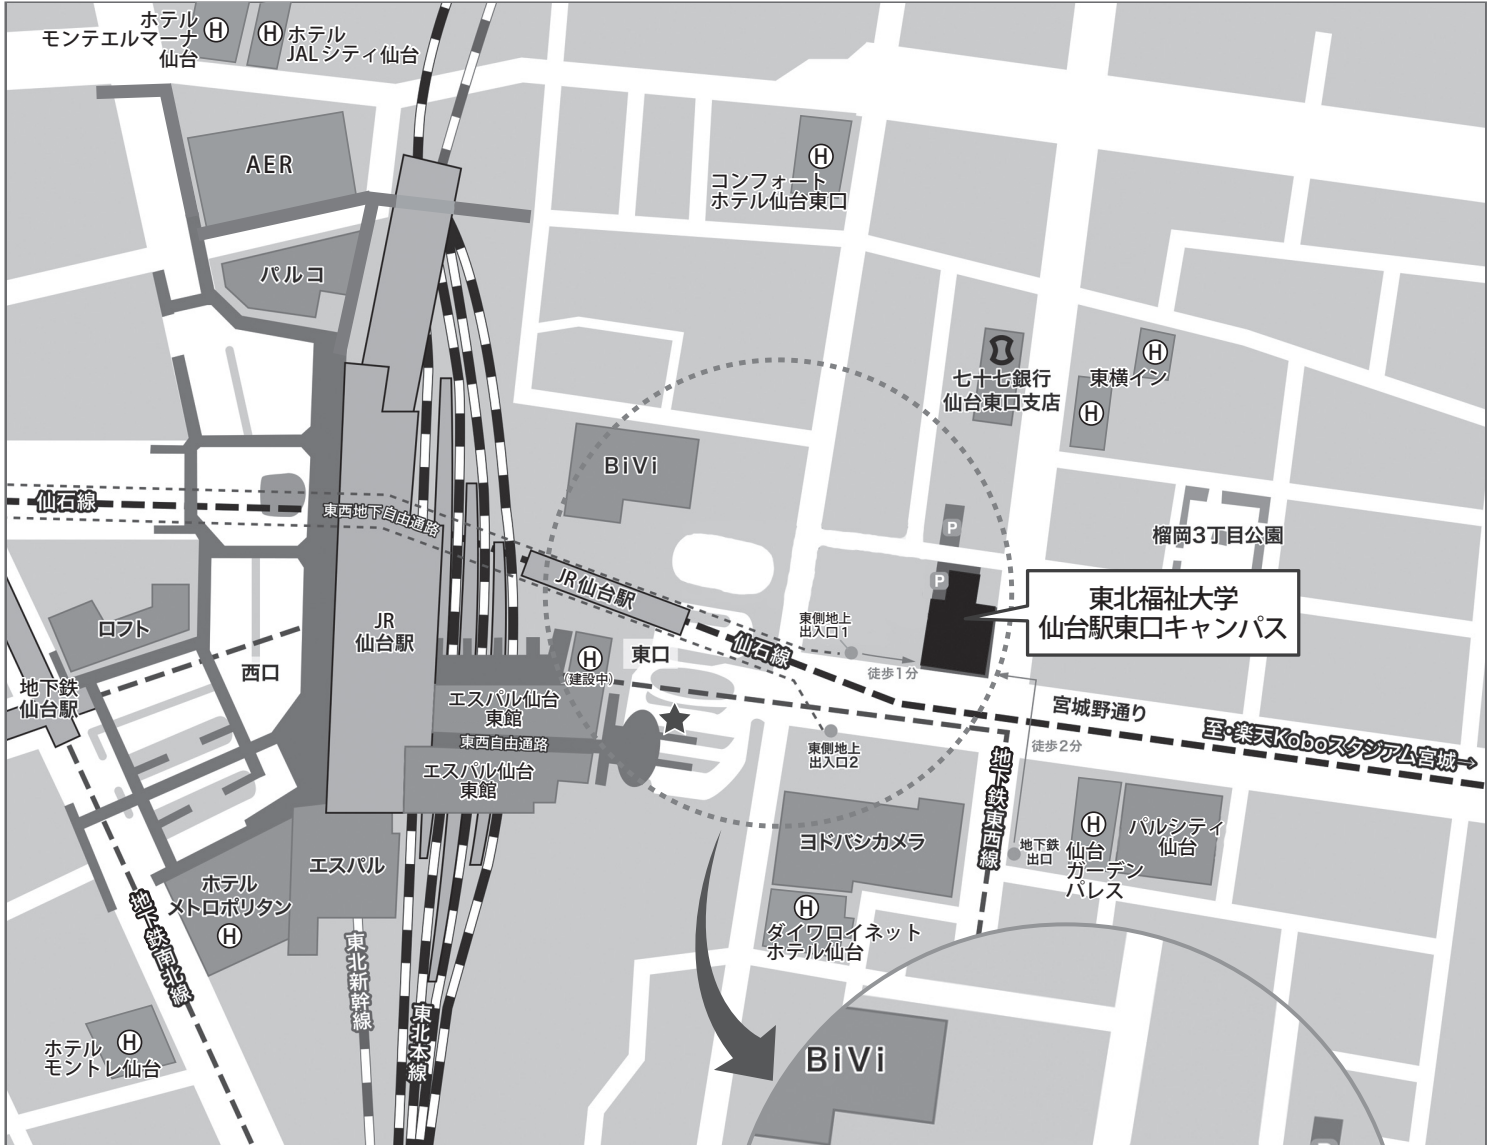 ホテル
モンテエルマーナ
仙台
H
H
ホテル
JALシティ仙台
AER
H
コンフォート
ホテル仙台東口
パルコ
七十七銀行
仙台東口支店
H
東横イン
H
BiVi
仙石線
東西地下自由通路
P
榴岡3丁目公園
JR仙台駅
P
東北福祉大学
仙台駅東口キャンパス
ロフト
JR
仙台駅
東側地上
出入口1
仙石線
東口
H
(建設中)
徒歩1分
西口
地下鉄
仙台駅
エスパル仙台
東館
宮城野通り
至・楽天Koboスタジアム宮城→
東西自由通路
東側地上
出入口2
徒歩2分
エスパル仙台
東館
地下鉄東西線
ヨドバシカメラ
H
仙台
ガーデン
パレス
パルシティ
仙台
地下鉄
出口
エスパル
ホテル
メトロポリタン
H
地下鉄南北線
H
ダイワロイネット
ホテル仙台
東北新幹線
東北本線
ホテル
モントレ仙台
H
BiVi